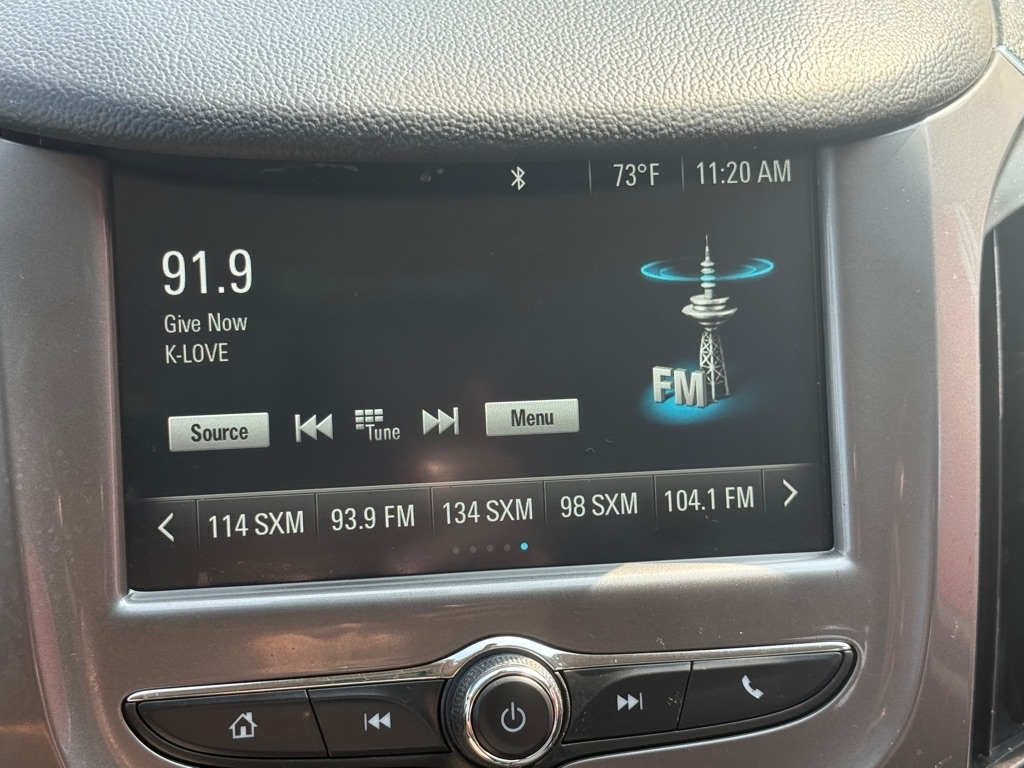 73°F 11:20 AM
91.9
Give Now
K-LOVE
FM
Source Tune Menu
114 SXM 93.9 FM 134 SXM 98 SXM 104.1 FM